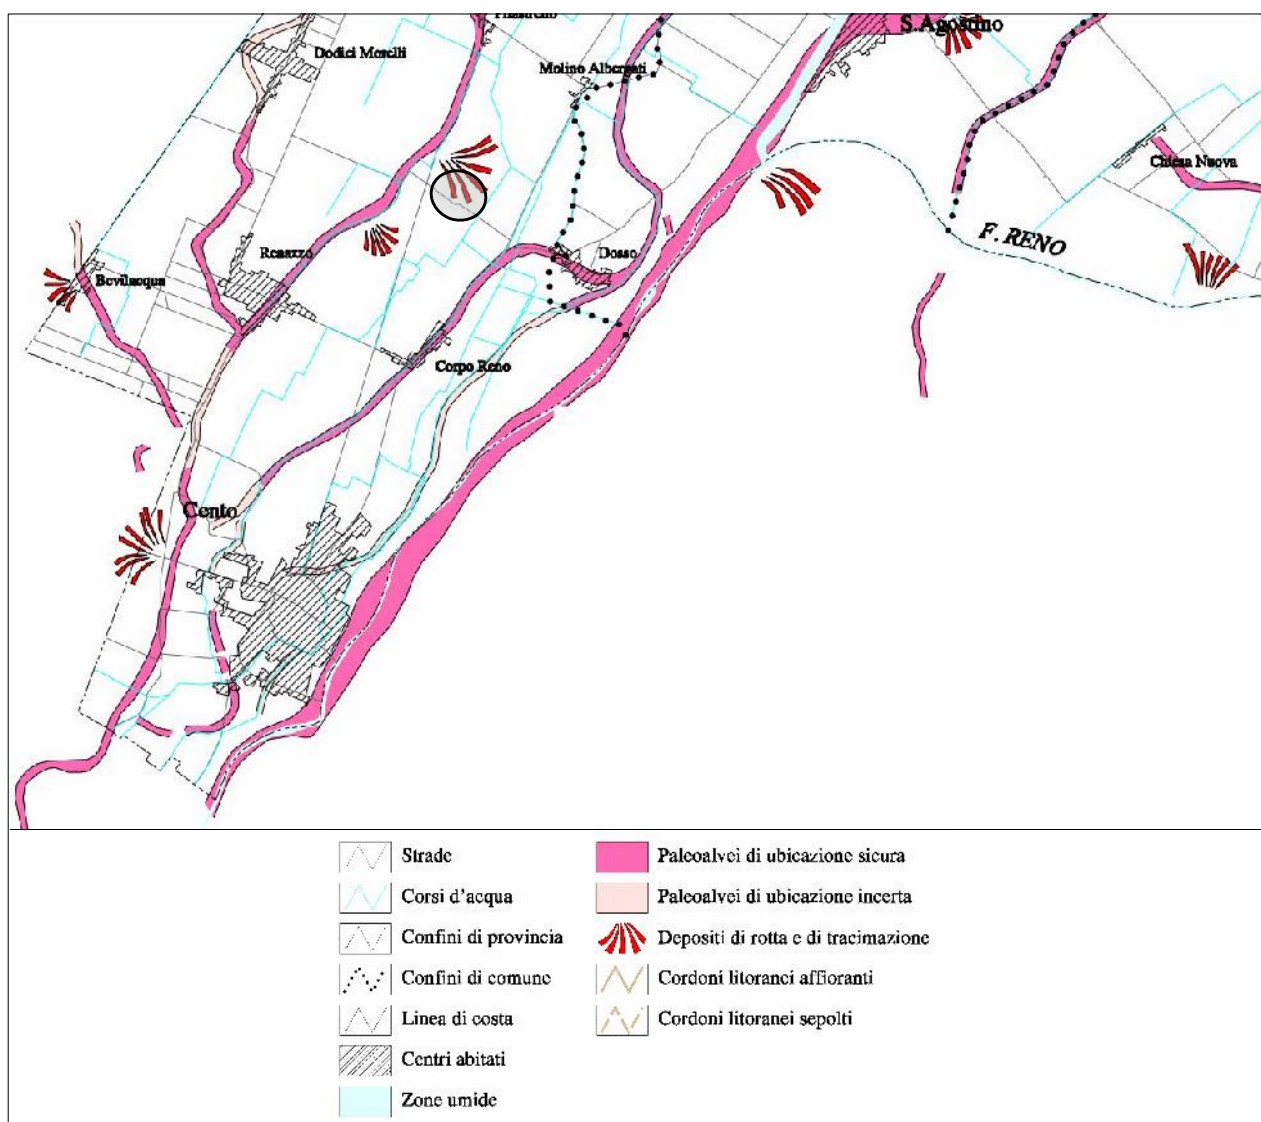 S.Agostino
Dodici Morelli
Molino Albergati
Chiesa Nuova
Renazzo
Dosso
F. RENO
Bevilacqua
Corpo Reno
Cento
Strade
Corsi d'acqua
Confini di provincia
Confini di comune
Linea di costa
Centri abitati
Zone umide
Paleoalvei di ubicazione sicura
Paleoalvei di ubicazione incerta
Depositi di rotta e di tracimazione
Cordoni litoranei affioranti
Cordoni litoranei sepolti